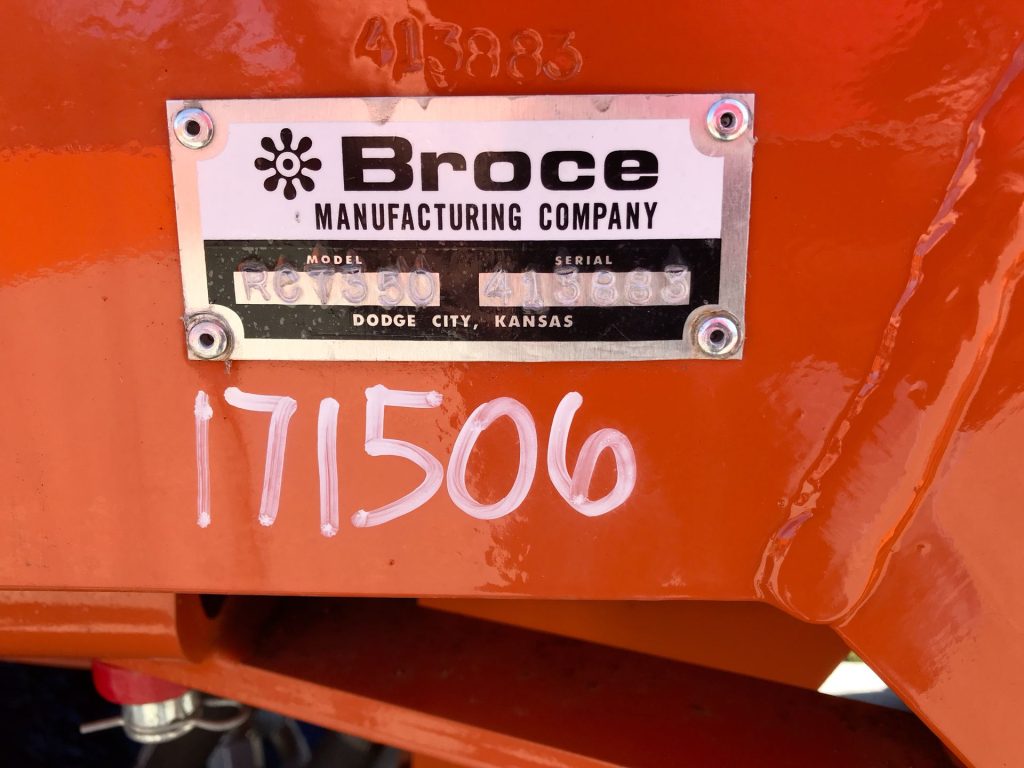 413883
Broce
MANUFACTURING COMPANY
MODEL SERIAL
RCT350 413883
DODGE CITY, KANSAS
171506